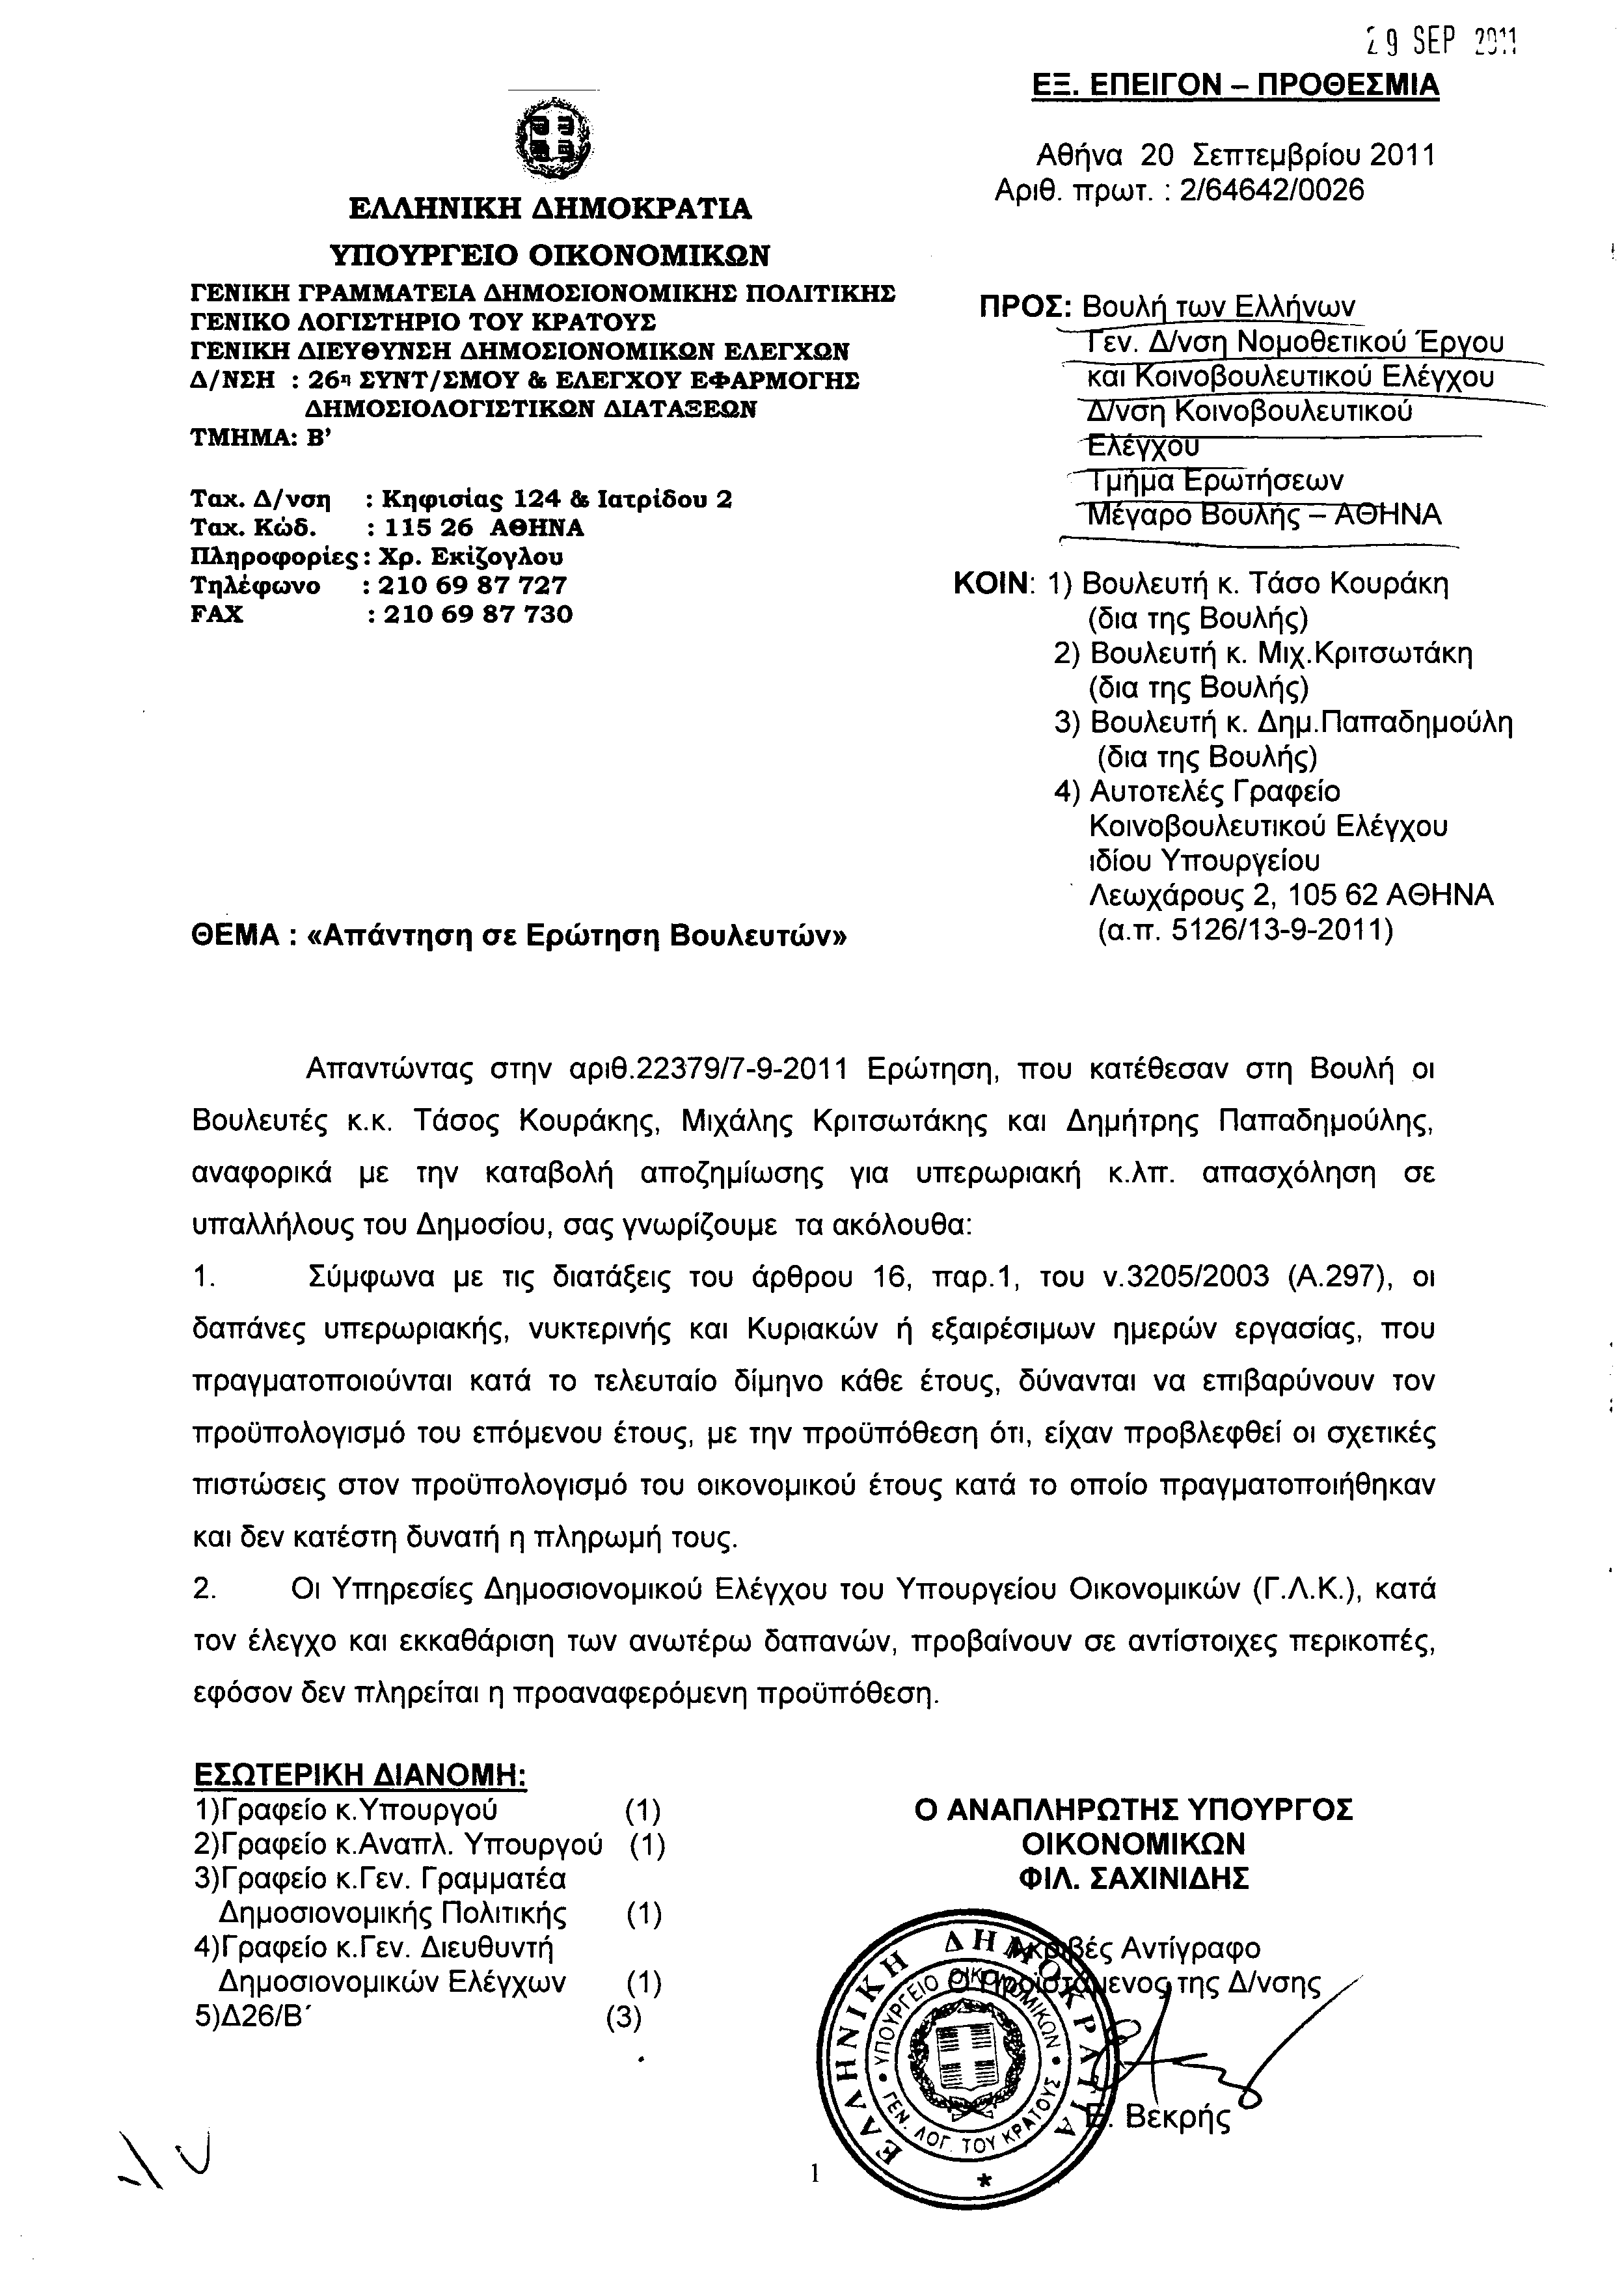 29 SEP 2011
ΕΞ. ΕΠΕΙΓΟΝ – ΠΡΟΘΕΣΜΙΑ
Αθήνα 20 Σεπτεμβρίου 2011
Αριθ. πρωτ. : 2/64642/0026
ΕΛΛΗΝΙΚΗ ΔΗΜΟΚΡΑΤΙΑ
ΥΠΟΥΡΓΕΙΟ ΟΙΚΟΝΟΜΙΚΩΝ
ΓΕΝΙΚΗ ΓΡΑΜΜΑΤΕΙΑ ΔΗΜΟΣΙΟΝΟΜΙΚΗΣ ΠΟΛΙΤΙΚΗΣ
ΓΕΝΙΚΟ ΛΟΓΙΣΤΗΡΙΟ ΤΟΥ ΚΡΑΤΟΥΣ
ΓΕΝΙΚΗ ΔΙΕΥΘΥΝΣΗ ΔΗΜΟΣΙΟΝΟΜΙΚΩΝ ΕΛΕΓΧΩΝ
Δ/ΝΣΗ : 26η ΣΥΝΤ/ΣΜΟΥ & ΕΛΕΓΧΟΥ ΕΦΑΡΜΟΓΗΣ
ΔΗΜΟΣΙΟΛΟΓΙΣΤΙΚΩΝ ΔΙΑΤΑΞΕΩΝ
ΤΜΗΜΑ: Β’
Ταχ. Δ/νση : Κηφισίας 124 & Ιατρίδου 2
Ταχ. Κώδ. : 115 26 ΑΘΗΝΑ
Πληροφορίες : Χρ. Εκίζογλου
Τηλέφωνο : 210 69 87 727
FAX : 210 69 87 730
ΠΡΟΣ: Βουλή των Ελλήνων
Γεν. Δ/νση Νομοθετικού Έργου
και Κοινοβουλευτικού Ελέγχου
Δ/νση Κοινοβουλευτικού
Ελέγχου
Τμήμα Ερωτήσεων
Μέγαρο Βουλής – ΑΘΗΝΑ
ΚΟΙΝ: 1) Βουλευτή κ. Τάσο Κουράκη
(δια της Βουλής)
2) Βουλευτή κ. Μιχ.Κριτσωτάκη
(δια της Βουλής)
3) Βουλευτή κ. Δημ.Παπαδημούλη
(δια της Βουλής)
4) Αυτοτελές Γραφείο
Κοινοβουλευτικού Ελέγχου
ιδίου Υπουργείου
Λεωχάρους 2, 105 62 ΑΘΗΝΑ
(α.π. 5126/13-9-2011)
ΘΕΜΑ : «Απάντηση σε Ερώτηση Βουλευτών»
Απαντώντας στην αριθ.22379/7-9-2011 Ερώτηση, που κατέθεσαν στη Βουλή οι
Βουλευτές κ.κ. Τάσος Κουράκης, Μιχάλης Κριτσωτάκης και Δημήτρης Παπαδημούλης,
αναφορικά με την καταβολή αποζημίωσης για υπερωριακή κ.λπ. απασχόληση σε
υπαλλήλους του Δημοσίου, σας γνωρίζουμε τα ακόλουθα:
1. Σύμφωνα με τις διατάξεις του άρθρου 16, παρ.1, του ν.3205/2003 (Α.297), οι
δαπάνες υπερωριακής, νυκτερινής και Κυριακών ή εξαιρέσιμων ημερών εργασίας, που
πραγματοποιούνται κατά το τελευταίο δίμηνο κάθε έτους, δύνανται να επιβαρύνουν τον
προϋπολογισμό του επόμενου έτους, με την προϋπόθεση ότι, είχαν προβλεφθεί οι σχετικές
πιστώσεις στον προϋπολογισμό του οικονομικού έτους κατά το οποίο πραγματοποιήθηκαν
και δεν κατέστη δυνατή η πληρωμή τους.
2. Οι Υπηρεσίες Δημοσιονομικού Ελέγχου του Υπουργείου Οικονομικών (Γ.Λ.Κ.), κατά
τον έλεγχο και εκκαθάριση των ανωτέρω δαπανών, προβαίνουν σε αντίστοιχες περικοπές,
εφόσον δεν πληρείται η προαναφερόμενη προϋπόθεση.
ΕΣΩΤΕΡΙΚΗ ΔΙΑΝΟΜΗ:
1)Γραφείο κ.Υπουργού (1)
2)Γραφείο κ.Αναπλ. Υπουργού (1)
3)Γραφείο κ.Γεν. Γραμματέα
Δημοσιονομικής Πολιτικής (1)
4)Γραφείο κ.Γεν. Διευθυντή
Δημοσιονομικών Ελέγχων (1)
5)Δ26/Β΄ (3)
Ο ΑΝΑΠΛΗΡΩΤΗΣ ΥΠΟΥΡΓΟΣ
ΟΙΚΟΝΟΜΙΚΩΝ
ΦΙΛ. ΣΑΧΙΝΙΔΗΣ
Ακριβές Αντίγραφο
Ο Προϊστάμενος της Δ/νσης
Ε. Βεκρής
ΕΛΛΗΝΙΚΗ ΔΗΜΟΚΡΑΤΙΑ
ΥΠΟΥΡΓΕΙΟ ΟΙΚΟΝΟΜΙΚΩΝ
ΓΕΝ. ΛΟΓ. ΤΟΥ ΚΡΑΤΟΥΣ
1